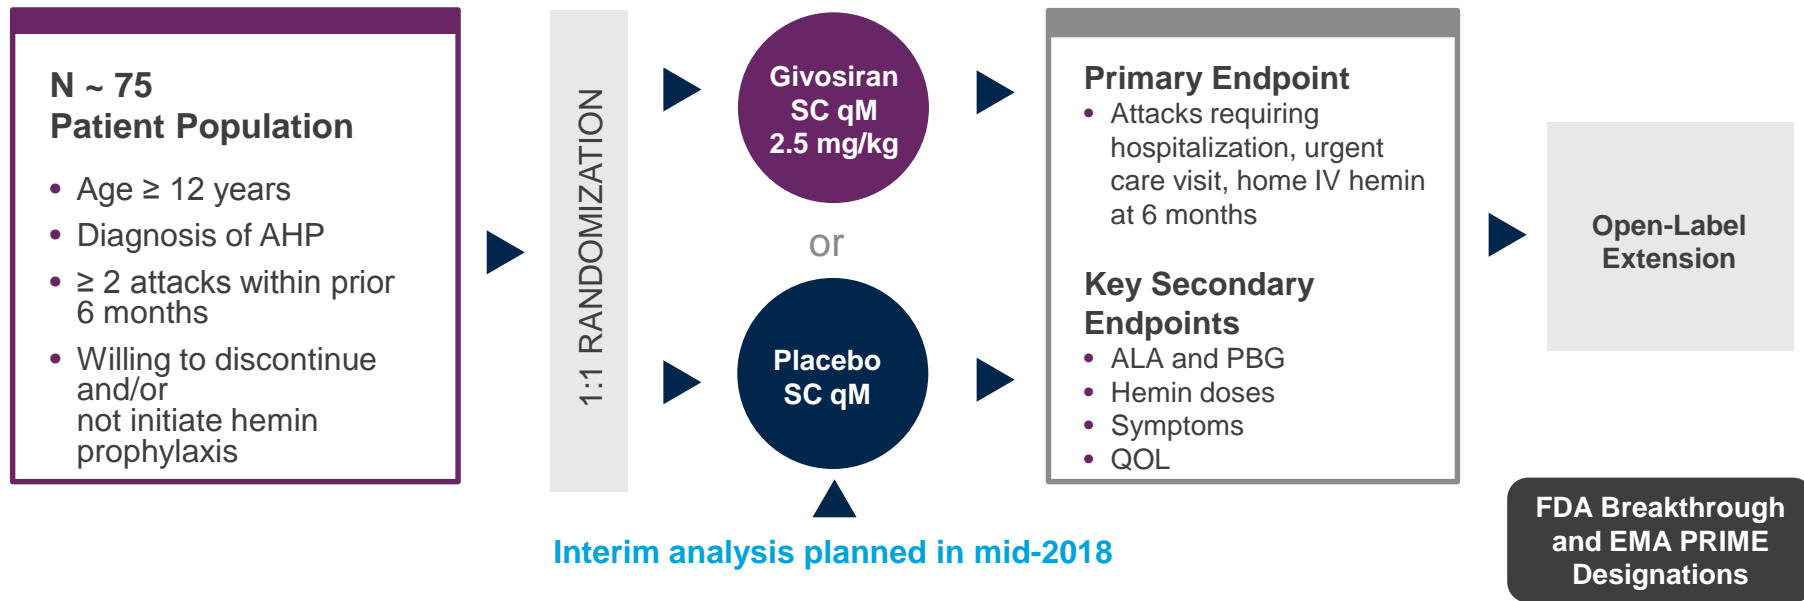 N ~ 75
Patient Population
• Age ≥ 12 years
• Diagnosis of AHP
• ≥ 2 attacks within prior
6 months
• Willing to discontinue
and/or
not initiate hemin
prophylaxis
1:1 RANDOMIZATION
Givosiran
SC qM
2.5 mg/kg
or
Placebo
SC qM
Interim analysis planned in mid-2018
Primary Endpoint
• Attacks requiring
hospitalization, urgent
care visit, home IV hemin
at 6 months
Key Secondary
Endpoints
• ALA and PBG
• Hemin doses
• Symptoms
• QOL
Open-Label
Extension
FDA Breakthrough
and EMA PRIME
Designations